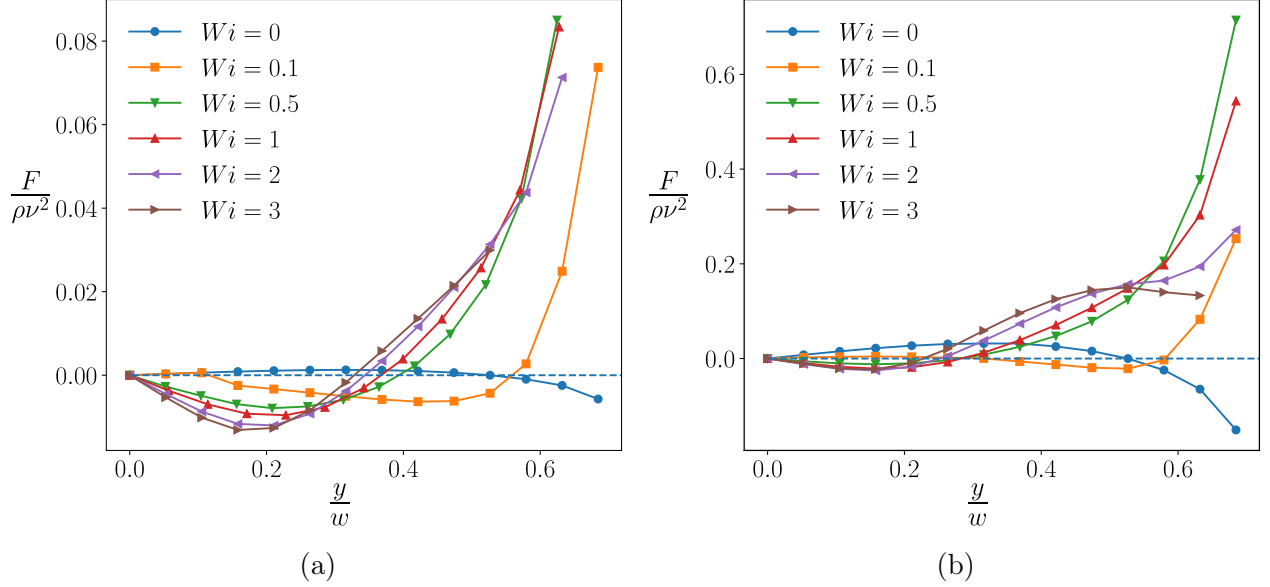 0.08
0.06
0.04
0.02
0.00
F
ρν²
Wi = 0
Wi = 0.1
Wi = 0.5
Wi = 1
Wi = 2
Wi = 3
0.0 0.2 0.4 0.6
y
w
(a)
0.6
0.4
0.2
0.0
F
ρν²
Wi = 0
Wi = 0.1
Wi = 0.5
Wi = 1
Wi = 2
Wi = 3
0.0 0.2 0.4 0.6
y
w
(b)